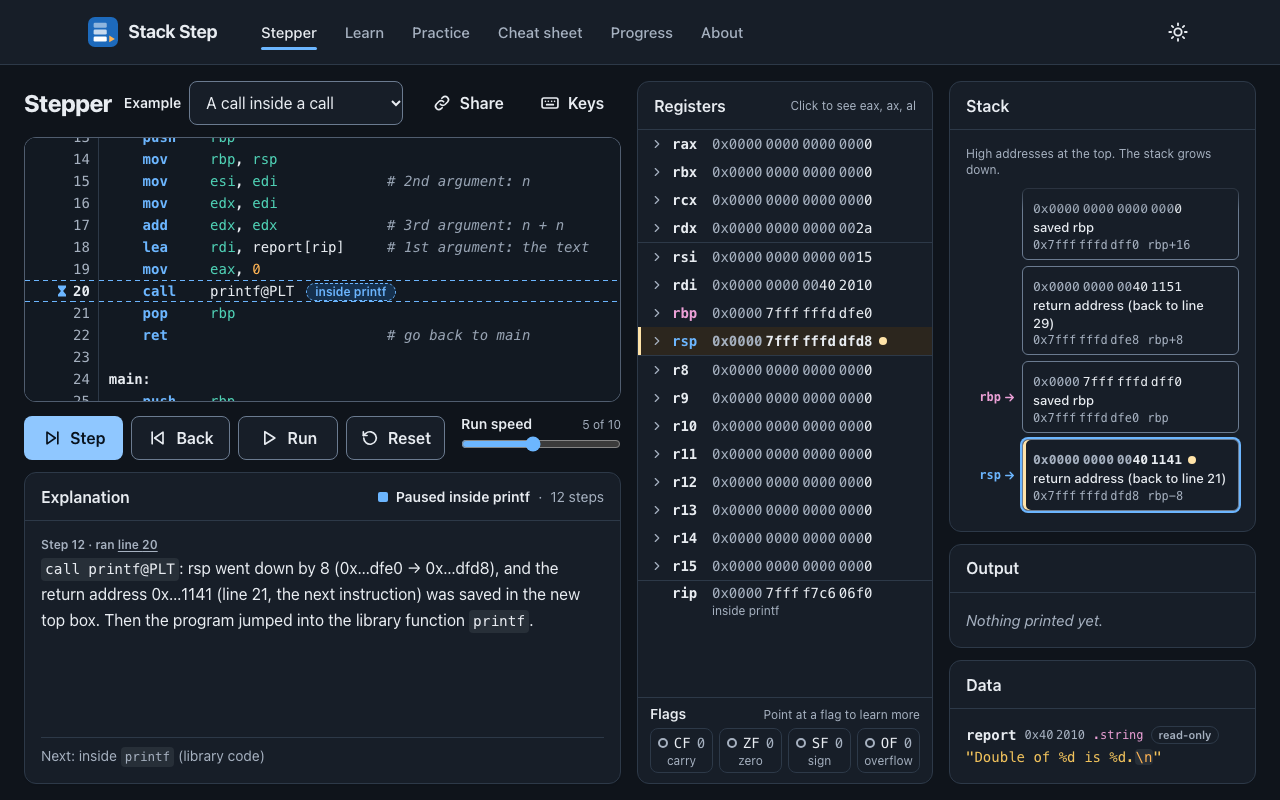 Stack Step
Stepper Learn Practice Cheat sheet Progress About
Stepper Example A call inside a call Share Keys
13 push rbp
14 mov rbp, rsp
15 mov esi, edi # 2nd argument: n
16 mov edx, edi
17 add edx, edx # 3rd argument: n + n
18 lea rdi, report[rip] # 1st argument: the text
19 mov eax, 0
20 call printf@PLT inside printf
21 pop rbp
22 ret # go back to main
23
24 main:
25 push rbp
Step Back Run Reset Run speed 5 of 10
Explanation Paused inside printf · 12 steps
Step 12 · ran line 20
call printf@PLT: rsp went down by 8 (0x…dfe0 → 0x…dfd8), and the
return address 0x…1141 (line 21, the next instruction) was saved in the new
top box. Then the program jumped into the library function printf.
Next: inside printf (library code)
Registers Click to see eax, ax, al
rax 0x0000 0000 0000 0000
rbx 0x0000 0000 0000 0000
rcx 0x0000 0000 0000 0000
rdx 0x0000 0000 0000 002a
rsi 0x0000 0000 0000 0015
rdi 0x0000 0000 0040 2010
rbp 0x0000 7fff fffd dfe0
rsp 0x0000 7fff fffd dfd8
r8 0x0000 0000 0000 0000
r9 0x0000 0000 0000 0000
r10 0x0000 0000 0000 0000
r11 0x0000 0000 0000 0000
r12 0x0000 0000 0000 0000
r13 0x0000 0000 0000 0000
r14 0x0000 0000 0000 0000
r15 0x0000 0000 0000 0000
rip 0x0000 7fff f7c6 06f0
inside printf
Flags Point at a flag to learn more
CF 0 ZF 0 SF 0 OF 0
carry zero sign overflow
Stack
High addresses at the top. The stack grows
down.
0x0000 0000 0000 0000
saved rbp
0x7fff fffd dff0 rbp+16
0x0000 0000 0040 1151
return address (back to line
29)
0x7fff fffd dfe8 rbp+8
rbp → 0x0000 7fff fffd dff0
saved rbp
0x7fff fffd dfe0 rbp
rsp → 0x0000 0000 0040 1141
return address (back to line 21)
0x7fff fffd dfd8 rbp−8
Output
Nothing printed yet.
Data
report 0x40 2010 .string read-only
"Double of %d is %d.\n"